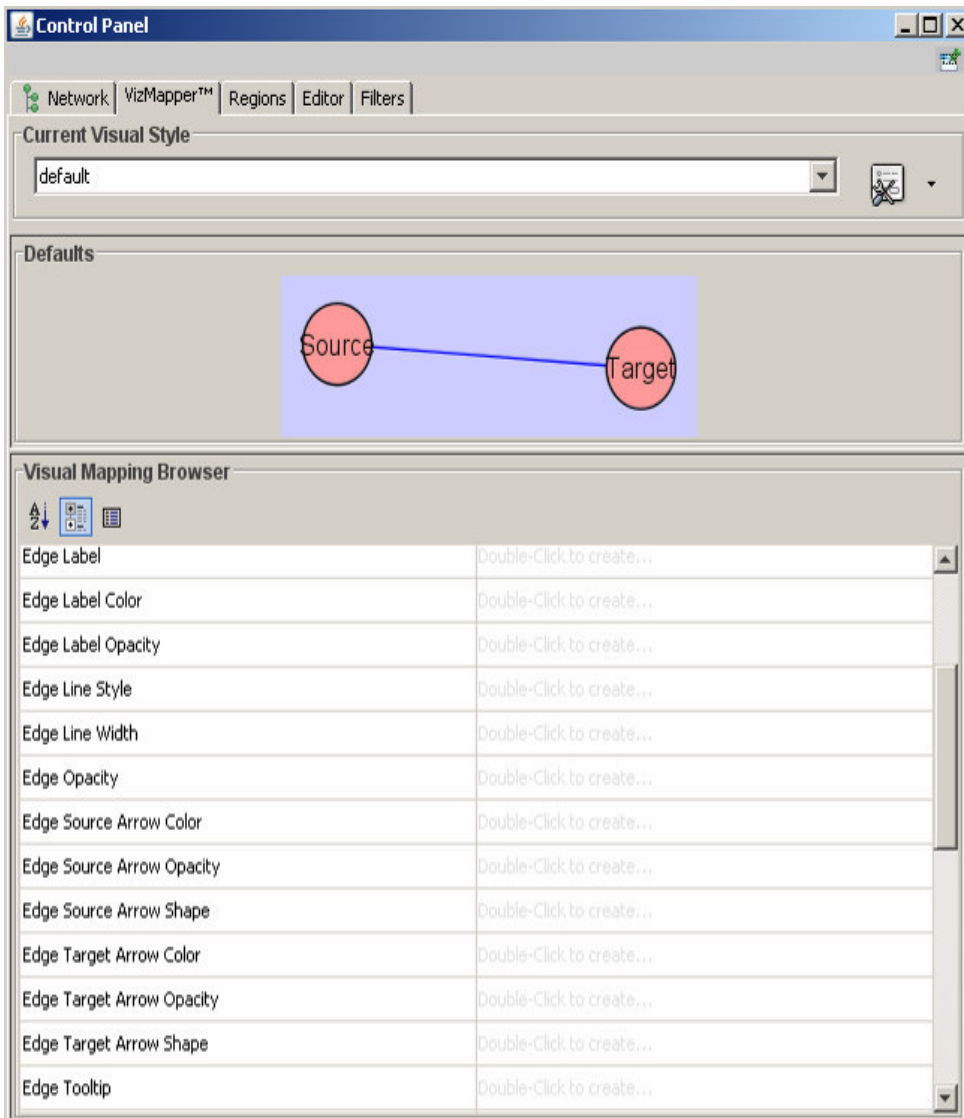 Control Panel
Network VizMapper™ Regions Editor Filters
Current Visual Style
default
Defaults
Source
Target
Visual Mapping Browser
Edge Label Double-Click to create...
Edge Label Color Double-Click to create...
Edge Label Opacity Double-Click to create...
Edge Line Style Double-Click to create...
Edge Line Width Double-Click to create...
Edge Opacity Double-Click to create...
Edge Source Arrow Color Double-Click to create...
Edge Source Arrow Opacity Double-Click to create...
Edge Source Arrow Shape Double-Click to create...
Edge Target Arrow Color Double-Click to create...
Edge Target Arrow Opacity Double-Click to create...
Edge Target Arrow Shape Double-Click to create...
Edge Tooltip Double-Click to create...